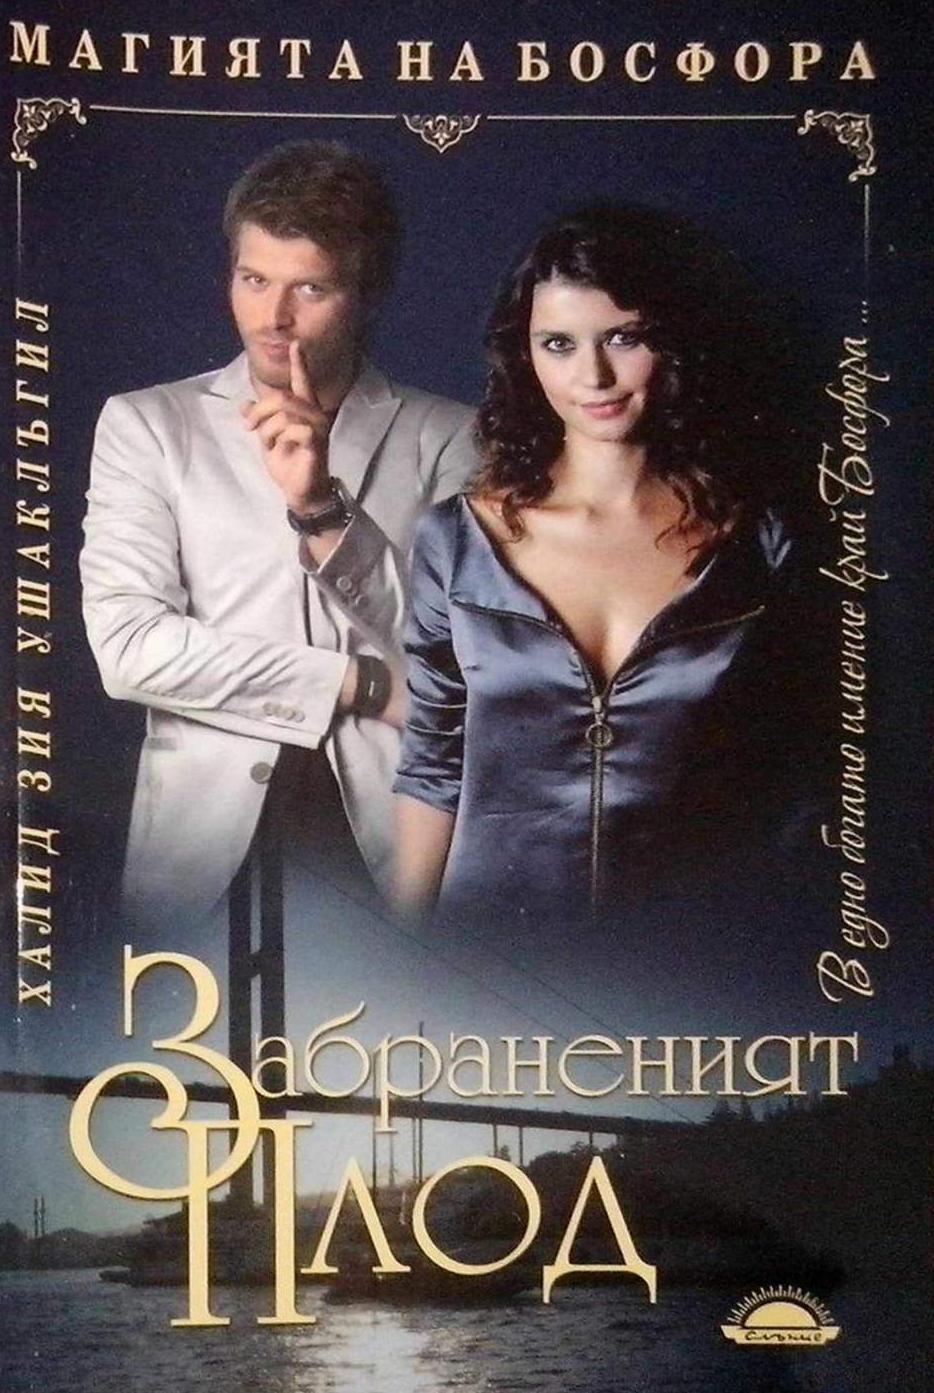 МАГИЯТА НА БОСФОРА
ХАЛИД ЗИЯ УШАКЛЪГИЛ
В едно богато имение край Босфора ...
Забраненият
Плод
Слънце